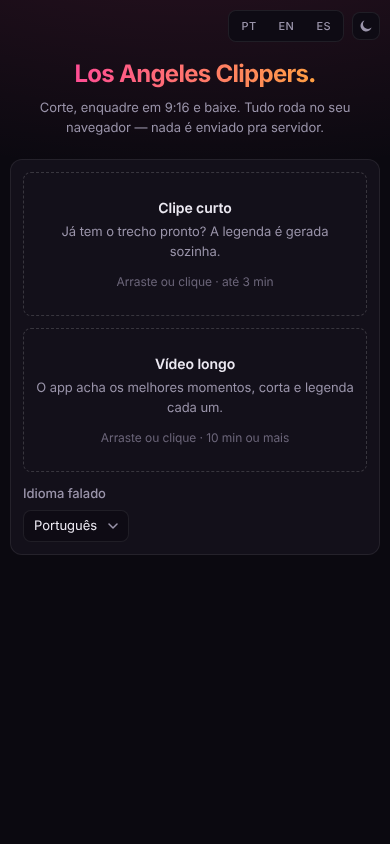 PT EN ES
Los Angeles Clippers.
Corte, enquadre em 9:16 e baixe. Tudo roda no seu
navegador — nada é enviado pra servidor.
Clipe curto
Já tem o trecho pronto? A legenda é gerada
sozinha.
Arraste ou clique · até 3 min
Vídeo longo
O app acha os melhores momentos, corta e legenda
cada um.
Arraste ou clique · 10 min ou mais
Idioma falado
Português